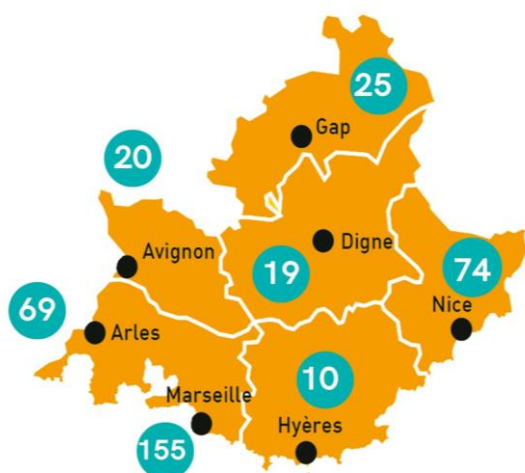 25
Gap
20
Avignon
Digne
19
74
69
Nice
Arles
10
Marseille
Hyères
155